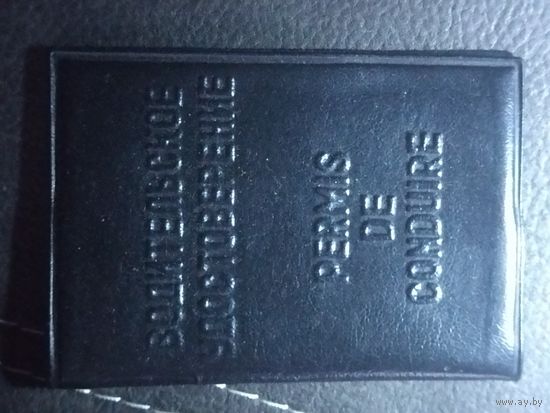 ВОДИТЕЛЬСКОЕ
УДОСТОВЕРЕНИЕ
PERMIS
DE
CONDUIRE
www.ay.by